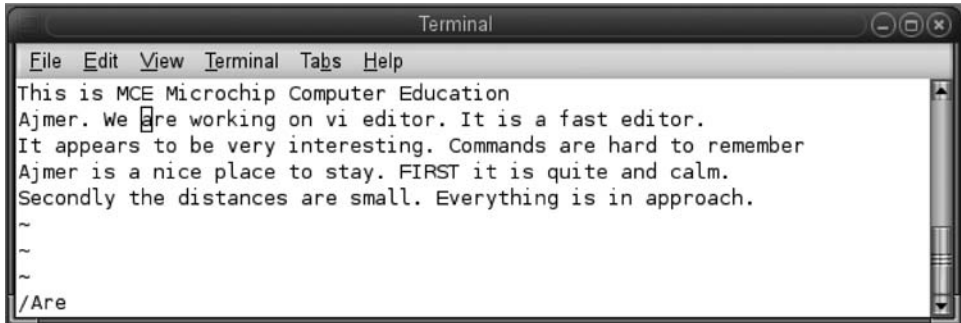 Terminal
File Edit View Terminal Tabs Help
This is MCE Microchip Computer Education
Ajmer. We are working on vi editor. It is a fast editor.
It appears to be very interesting. Commands are hard to remember
Ajmer is a nice place to stay. FIRST it is quite and calm.
Secondly the distances are small. Everything is in approach.
~
~
~
/Are